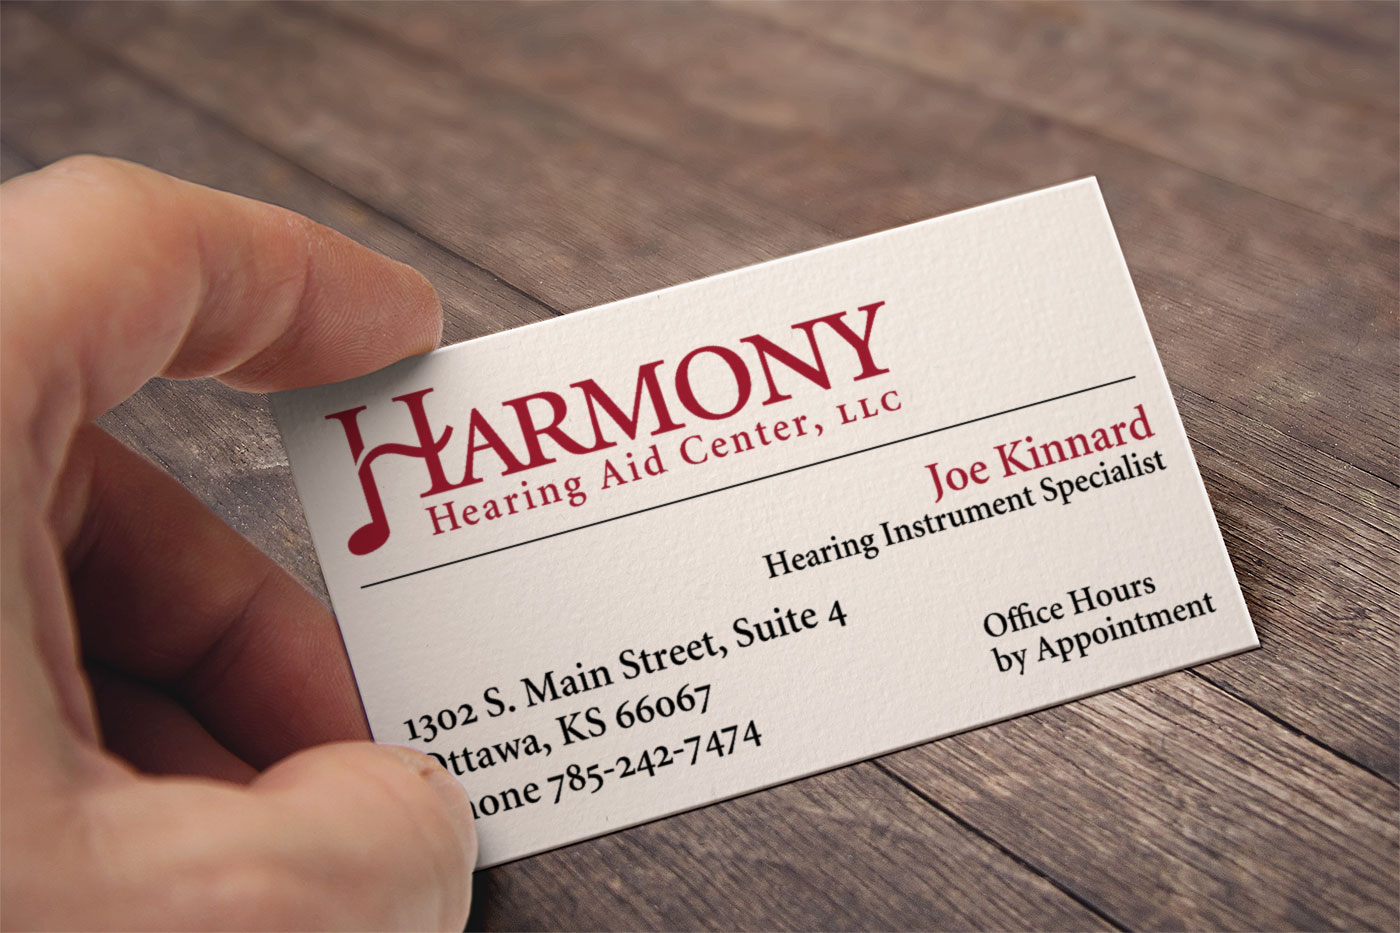 HARMONY
Hearing Aid Center, LLC
Joe Kinnard
Hearing Instrument Specialist
Office Hours
by Appointment
1302 S. Main Street, Suite 4
Ottawa, KS 66067
hone 785-242-7474